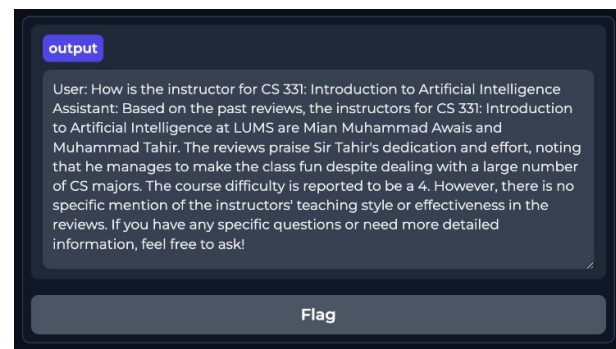 output
User: How is the instructor for CS 331: Introduction to Artificial Intelligence
Assistant: Based on the past reviews, the instructors for CS 331: Introduction
to Artificial Intelligence at LUMS are Mian Muhammad Awais and
Muhammad Tahir. The reviews praise Sir Tahir's dedication and effort, noting
that he manages to make the class fun despite dealing with a large number
of CS majors. The course difficulty is reported to be a 4. However, there is no
specific mention of the instructors' teaching style or effectiveness in the
reviews. If you have any specific questions or need more detailed
information, feel free to ask!
Flag